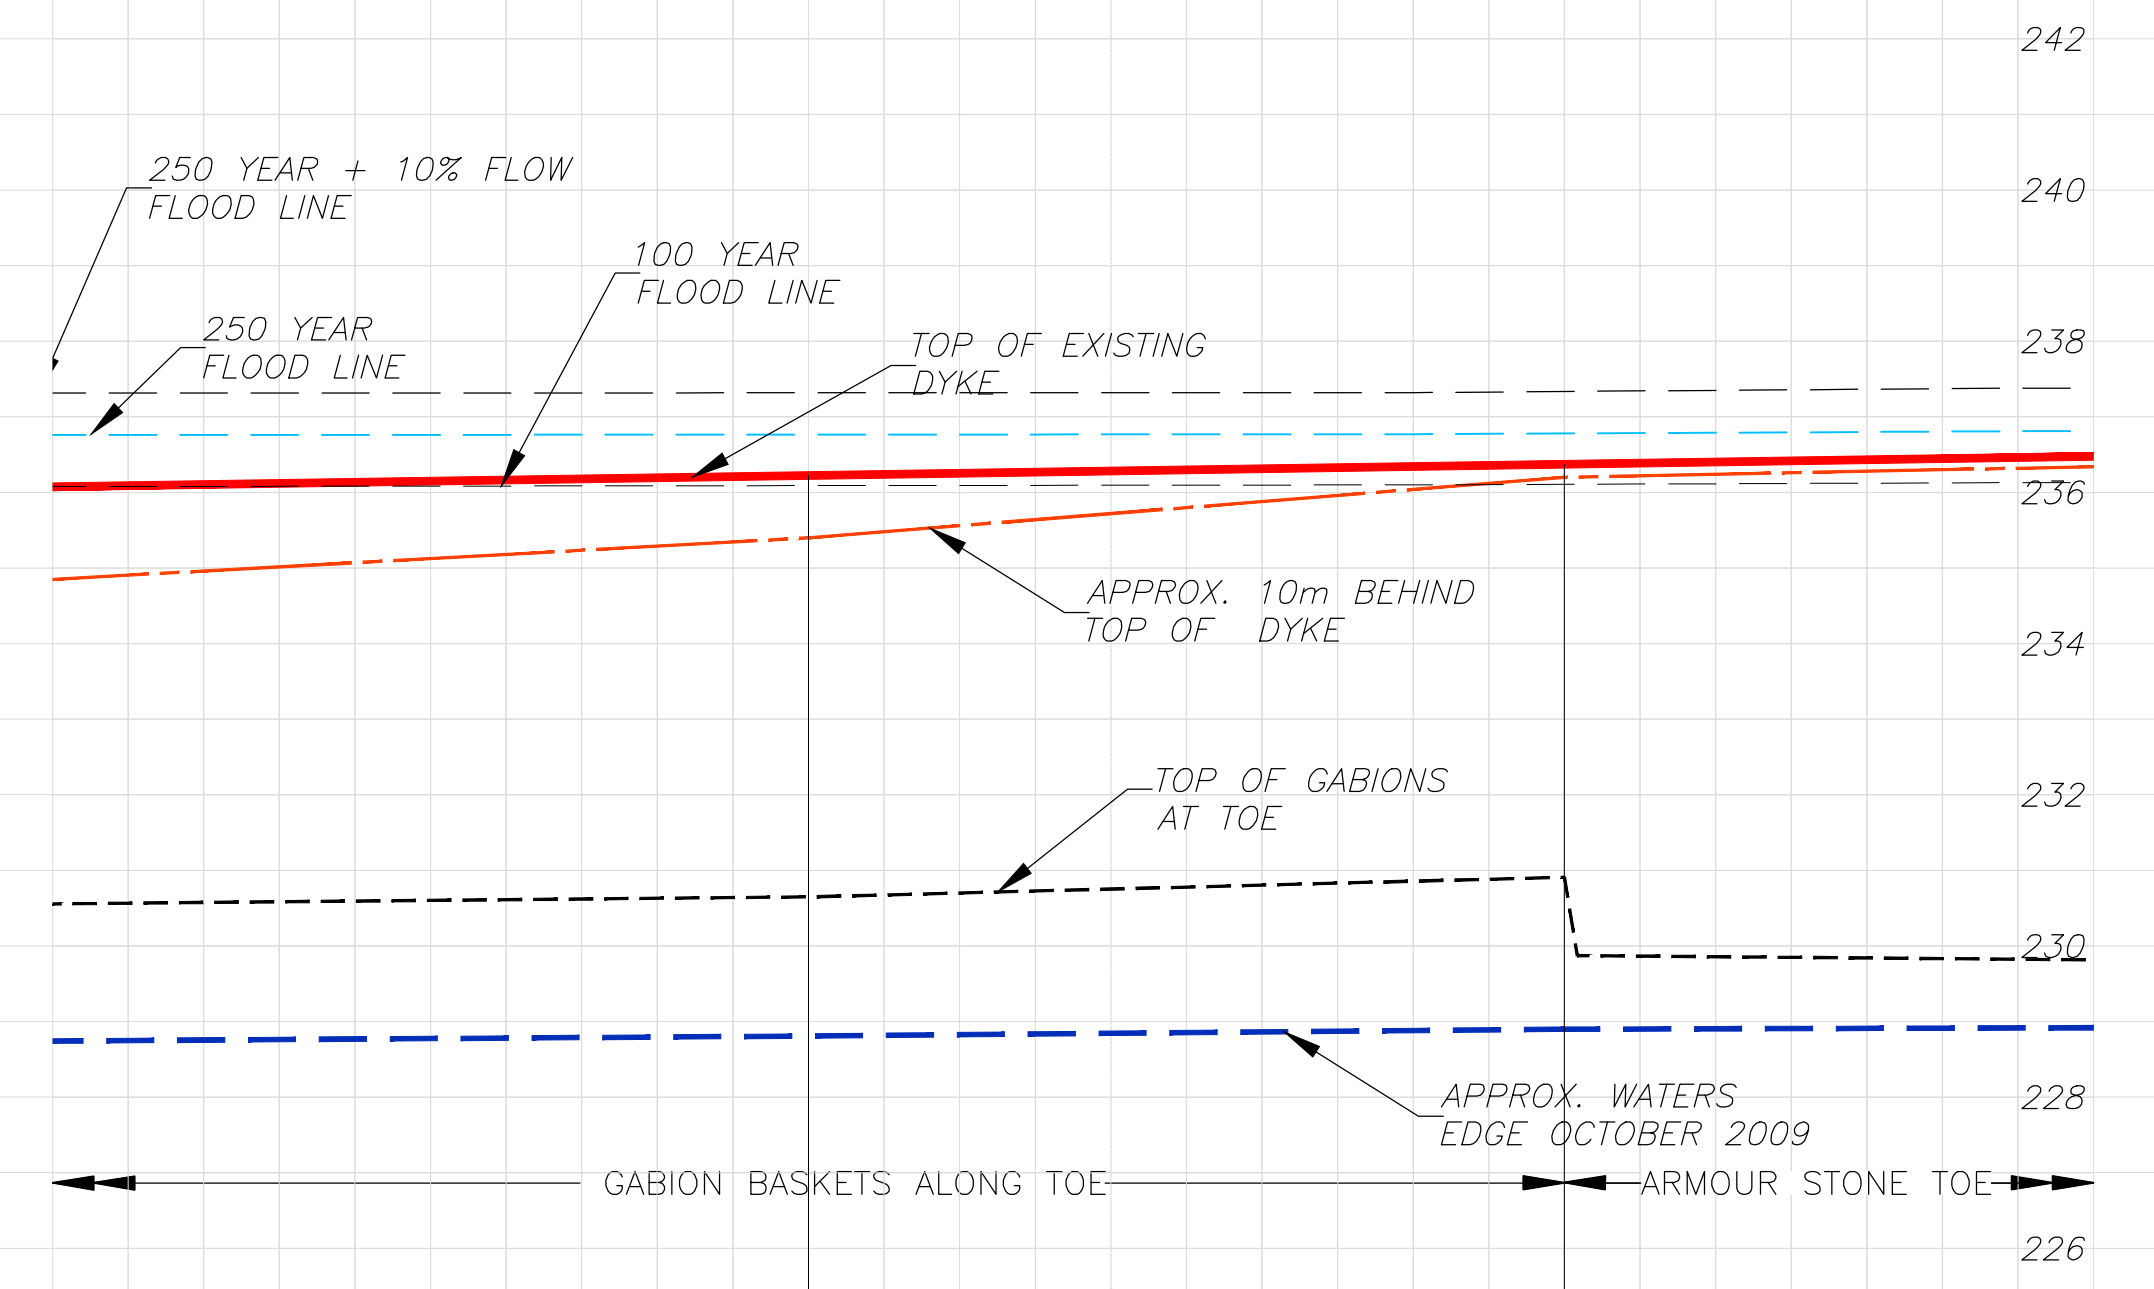 242
250 YEAR + 10% FLOW
FLOOD LINE
240
100 YEAR
FLOOD LINE
250 YEAR
FLOOD LINE
TOP OF EXISTING
DYKE
238
236
APPROX. 10m BEHIND
TOP OF DYKE
234
TOP OF GABIONS
AT TOE
232
230
APPROX. WATERS
EDGE OCTOBER 2009
228
GABION BASKETS ALONG TOE
ARMOUR STONE TOE
226